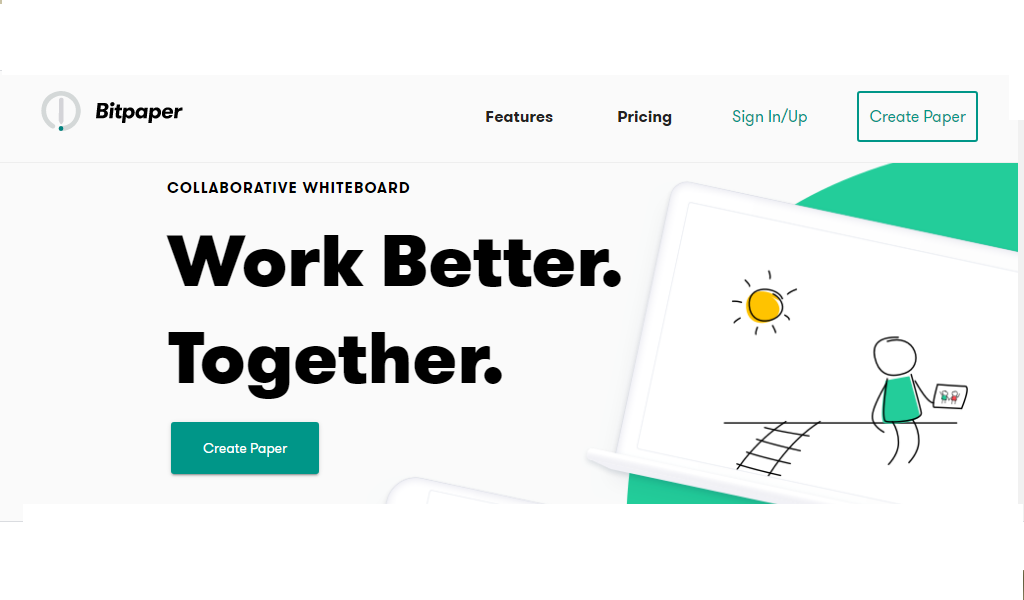 Bitpaper
Features
Pricing
Sign In/Up
Create Paper
COLLABORATIVE WHITEBOARD
Work Better.
Together.
Create Paper